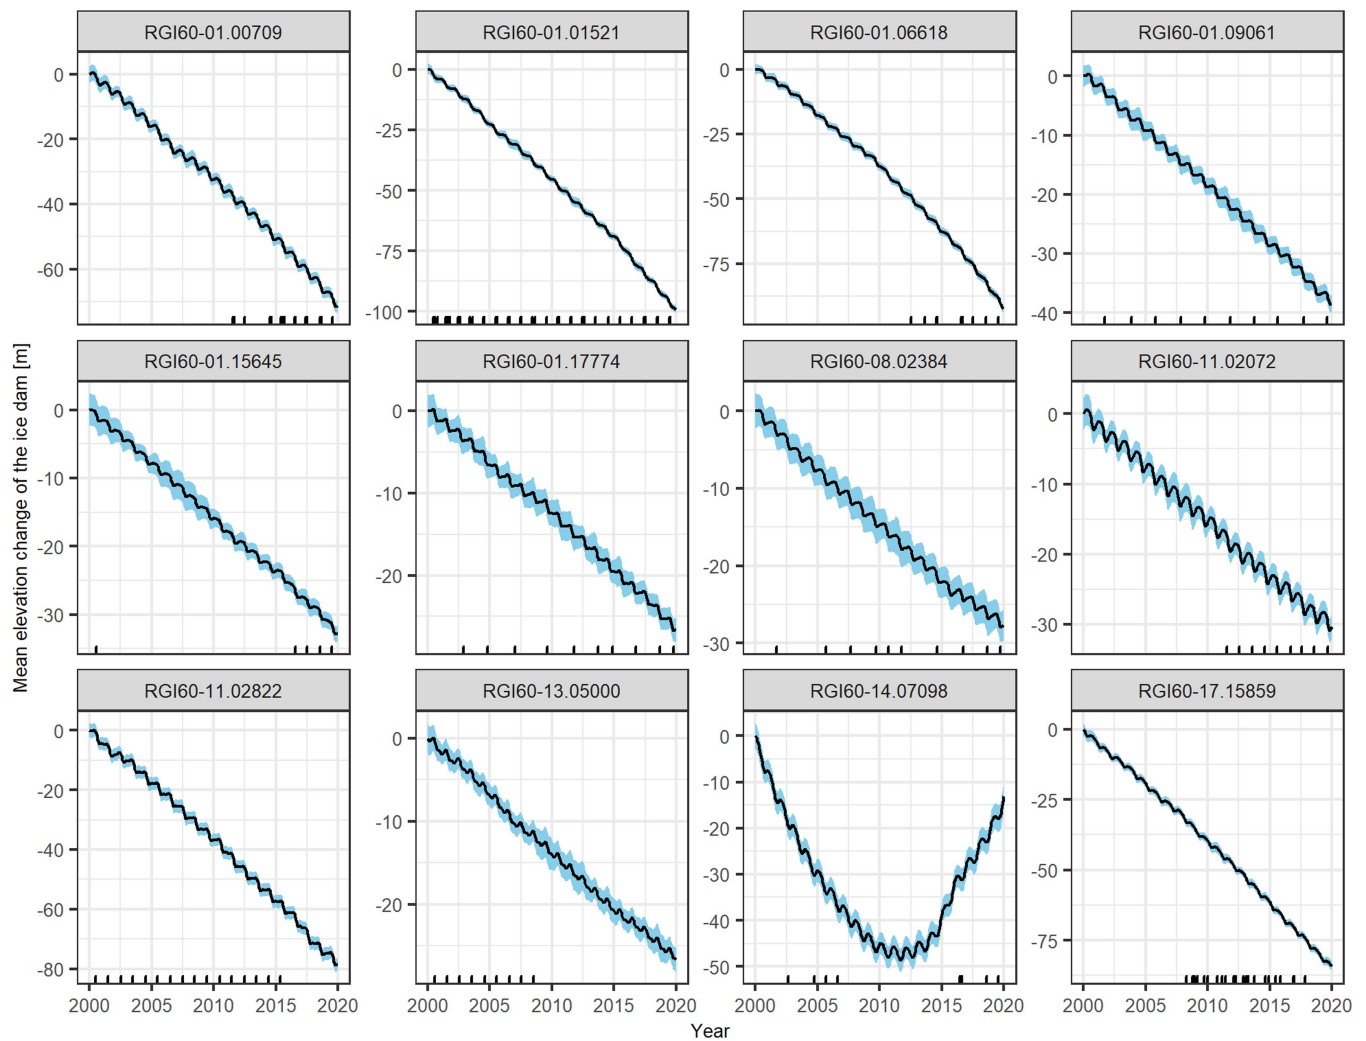 RGI60-01.00709 RGI60-01.01521 RGI60-01.06618 RGI60-01.09061
0 0 0 0
-20 -25 -25 -10
-40 -50 -50 -20
-60 -75 -75 -30
-100 -40
RGI60-01.15645 RGI60-01.17774 RGI60-08.02384 RGI60-11.02072
0 0 0 0
-10 -10 -10 -10
-20 -20 -20 -20
-30 -30 -30
Mean elevation change of the ice dam [m]
RGI60-11.02822 RGI60-13.05000 RGI60-14.07098 RGI60-17.15859
0 0 0 0
-20 -10 -10 -25
-40 -20 -20 -50
-60 -30 -75
-80 -40
-50
2000 2005 2010 2015 2020 2000 2005 2010 2015 2020 2000 2005 2010 2015 2020 2000 2005 2010 2015 2020
Year